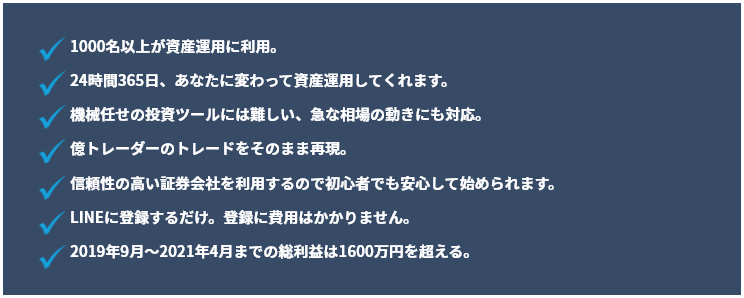 1000名以上が資産運用に利用。
24時間365日、あなたに変わって資産運用してくれます。
機械任せの投資ツールには難しい、急な相場の動きにも対応。
億トレーダーのトレードをそのまま再現。
信頼性の高い証券会社を利用するので初心者でも安心して始められます。
LINEに登録するだけ。登録に費用はかかりません。
2019年9月〜2021年4月までの総利益は1600万円を超える。